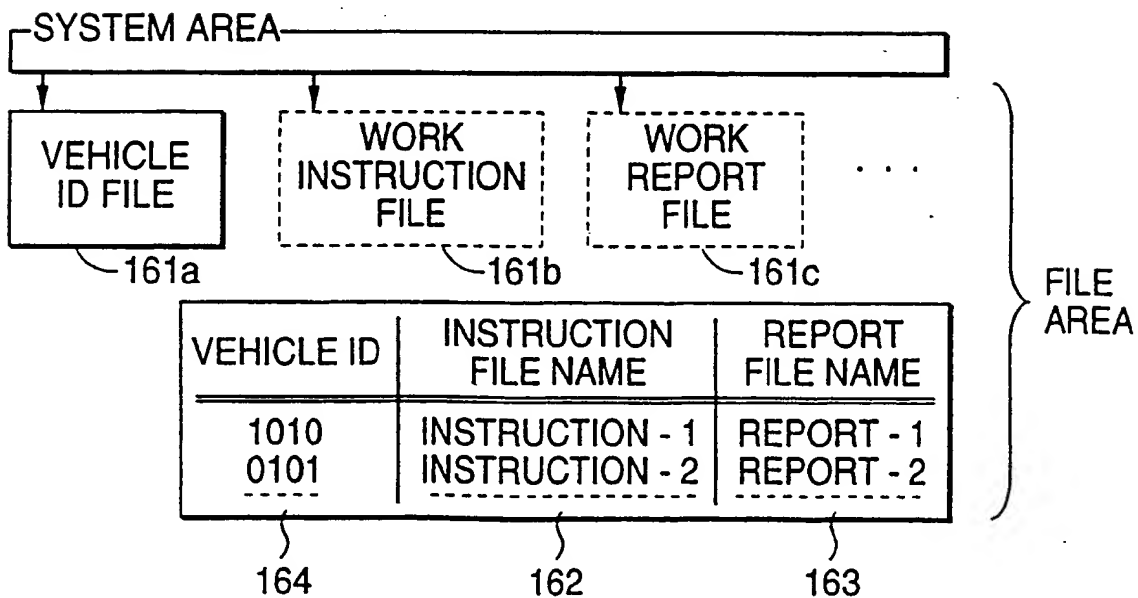 SYSTEM AREA
VEHICLE
ID FILE
WORK
INSTRUCTION
FILE
WORK
REPORT
FILE
. . .
161a
161b
161c
FILE
AREA
VEHICLE ID
INSTRUCTION
FILE NAME
REPORT
FILE NAME
1010 INSTRUCTION - 1 REPORT - 1
0101 INSTRUCTION - 2 REPORT - 2
164 162 163